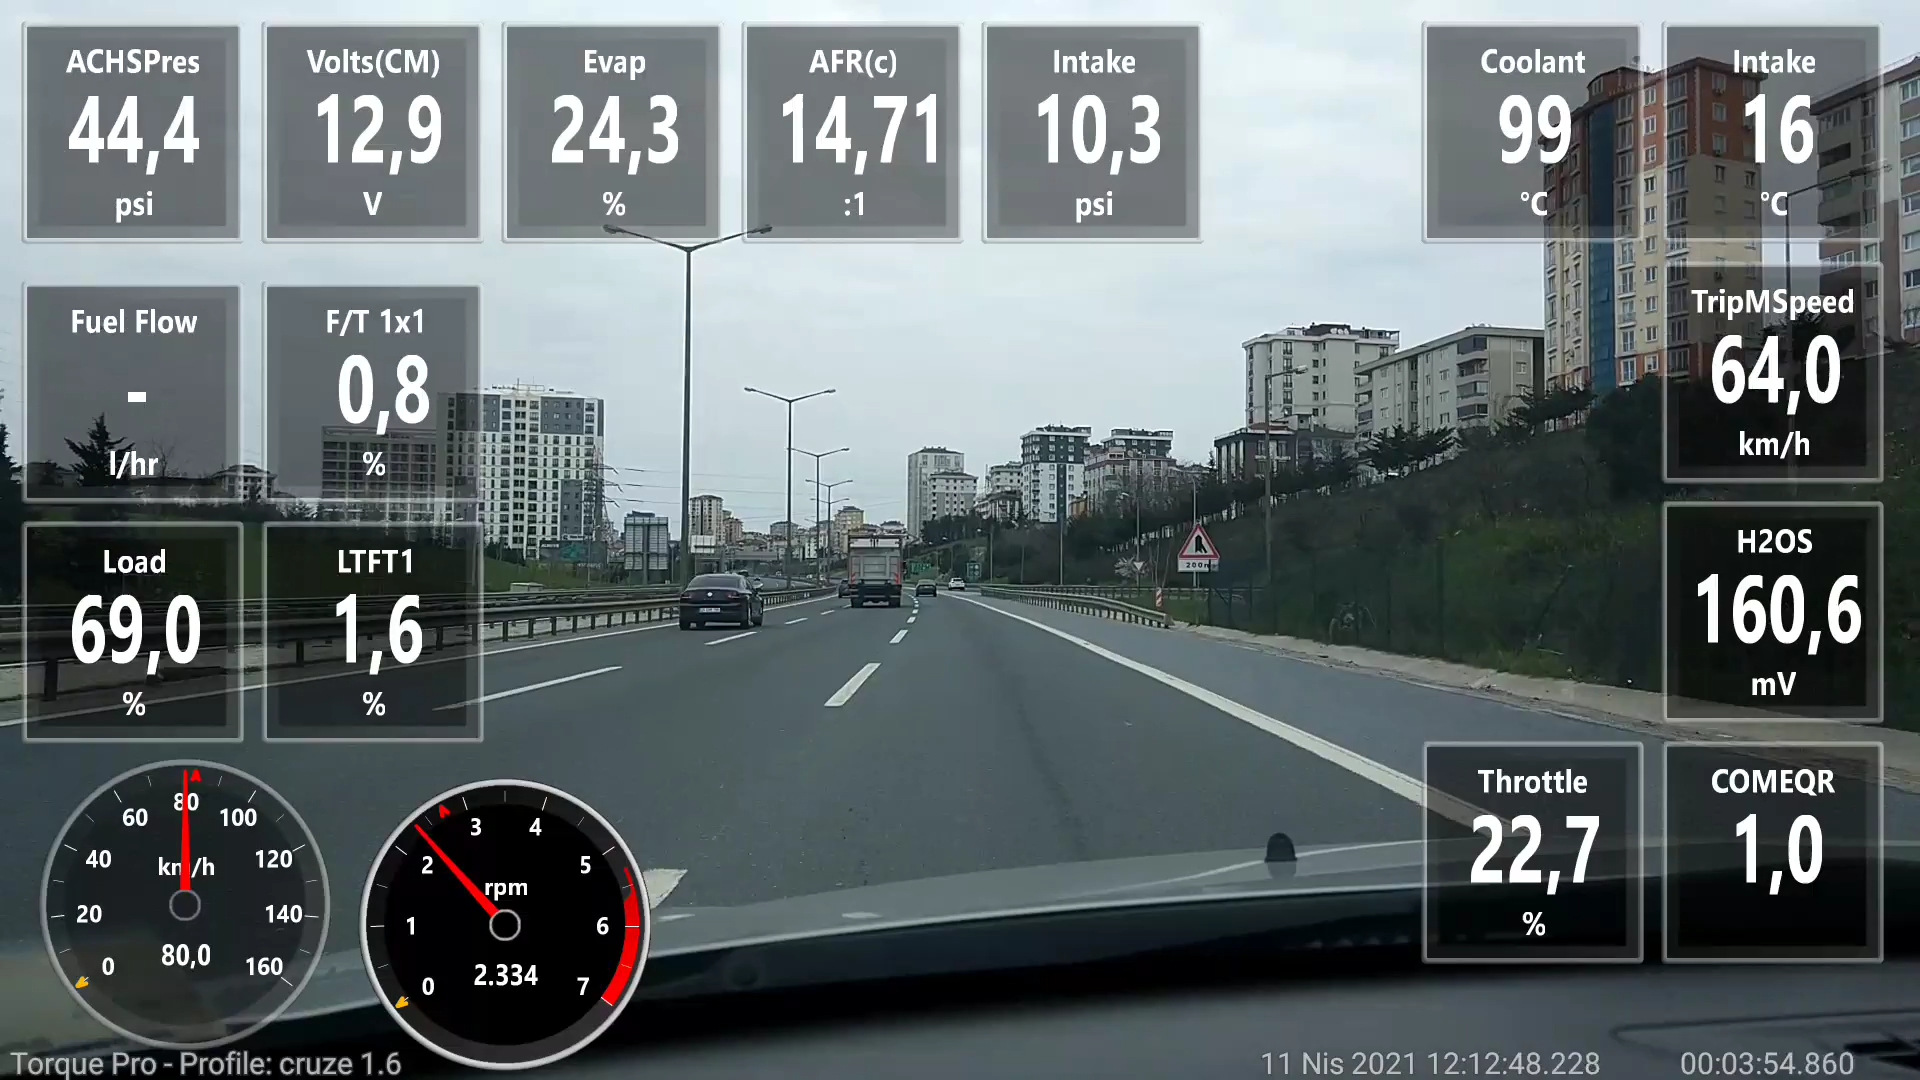 ACHSPres
44,4
psi
Volts(CM)
12,9
V
Evap
24,3
%
AFR(c)
14,71
:1
Intake
10,3
psi
Coolant
99
°C
Intake
16
°C
Fuel Flow
-
l/hr
F/T 1x1
0,8
%
TripMSpeed
64,0
km/h
Load
69,0
%
LTFT1
1,6
%
H2OS
160,6
mV
200m
Throttle
22,7
%
COMEQR
1,0
0
20
40
60
80
100
120
140
160
km/h
80,0
0
1
2
3
4
5
6
7
rpm
2.334
Torque Pro - Profile: cruze 1.6
11 Nis 2021 12:12:48.228
00:03:54.860